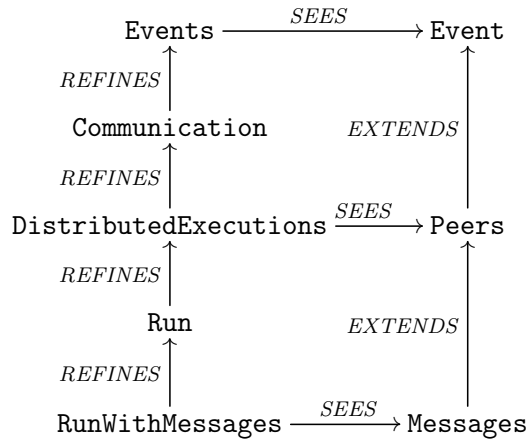 Events SEES Event
REFINES
Communication EXTENDS
REFINES
DistributedExecutions SEES Peers
REFINES
Run EXTENDS
REFINES
RunWithMessages SEES Messages